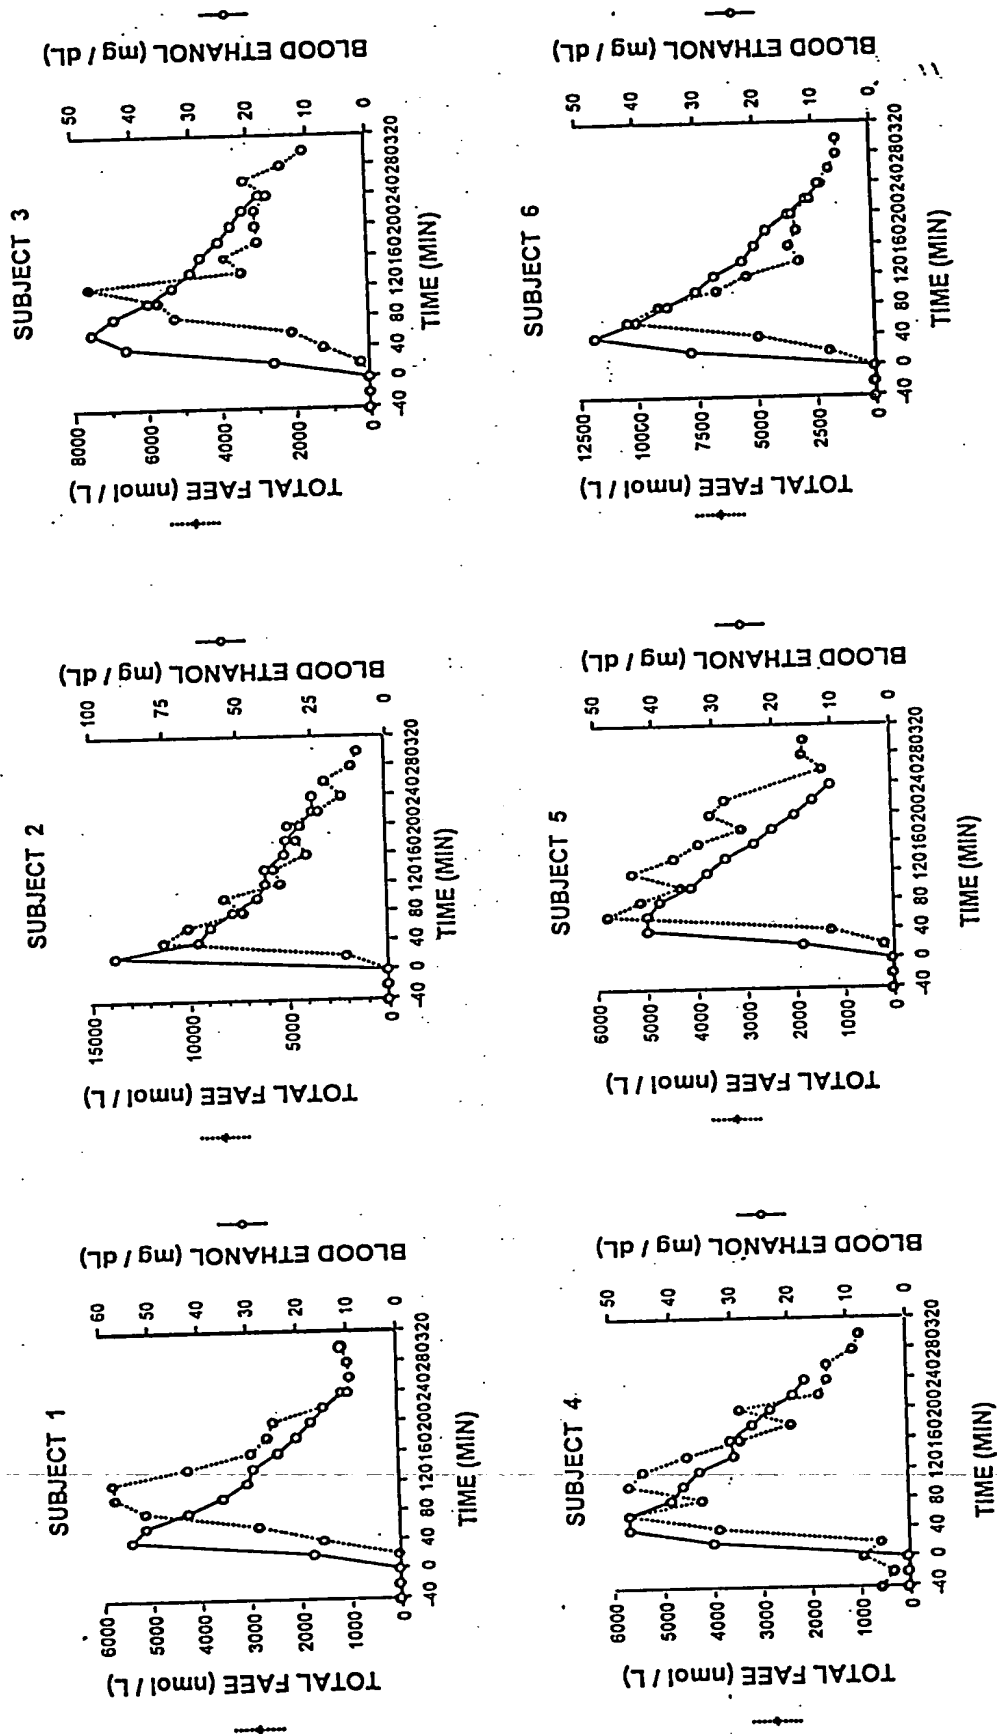 SUBJECT 1
TOTAL FAEE (nmol / L)
6000
5000
4000
3000
2000
1000
0
BLOOD ETHANOL (mg / dL)
60
50
40
30
20
10
0
-40 0 40 80 120160200240280320
TIME (MIN)
SUBJECT 2
TOTAL FAEE (nmol / L)
15000
10000
5000
0
BLOOD ETHANOL (mg / dL)
100
75
50
25
0
-40 0 40 80 120160200240280320
TIME (MIN)
SUBJECT 3
TOTAL FAEE (nmol / L)
8000
6000
4000
2000
0
BLOOD ETHANOL (mg / dL)
50
40
30
20
10
0
-40 0 40 80 120160200240280320
TIME (MIN)
SUBJECT 4
TOTAL FAEE (nmol / L)
6000
5000
4000
3000
2000
1000
0
BLOOD ETHANOL (mg / dL)
50
40
30
20
10
0
-40 0 40 80 120160200240280320
TIME (MIN)
SUBJECT 5
TOTAL FAEE (nmol / L)
6000
5000
4000
3000
2000
1000
0
BLOOD ETHANOL (mg / dL)
50
40
30
20
10
0
-40 0 40 80 120160200240280320
TIME (MIN)
SUBJECT 6
TOTAL FAEE (nmol / L)
12500
10000
7500
5000
2500
0
BLOOD ETHANOL (mg / dL)
50
40
30
20
10
0
-40 0 40 80 120160200240280320
TIME (MIN)